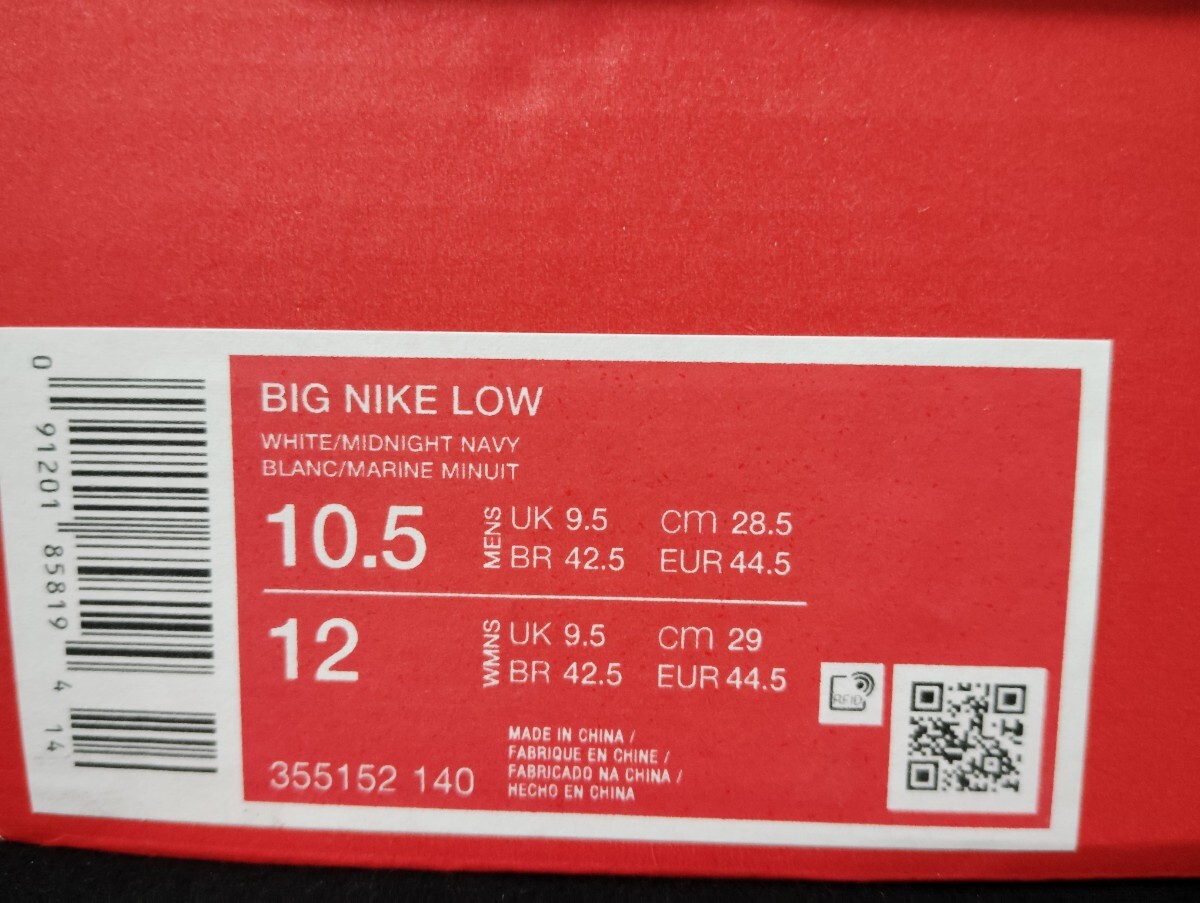 0 91201 85819 4 14
BIG NIKE LOW
WHITE/MIDNIGHT NAVY
BLANC/MARINE MINUIT
10.5 MENS UK 9.5 cm 28.5
BR 42.5 EUR 44.5
12 WMNS UK 9.5 cm 29
BR 42.5 EUR 44.5
RFID
355152 140
MADE IN CHINA /
FABRIQUE EN CHINE /
FABRICADO NA CHINA /
HECHO EN CHINA